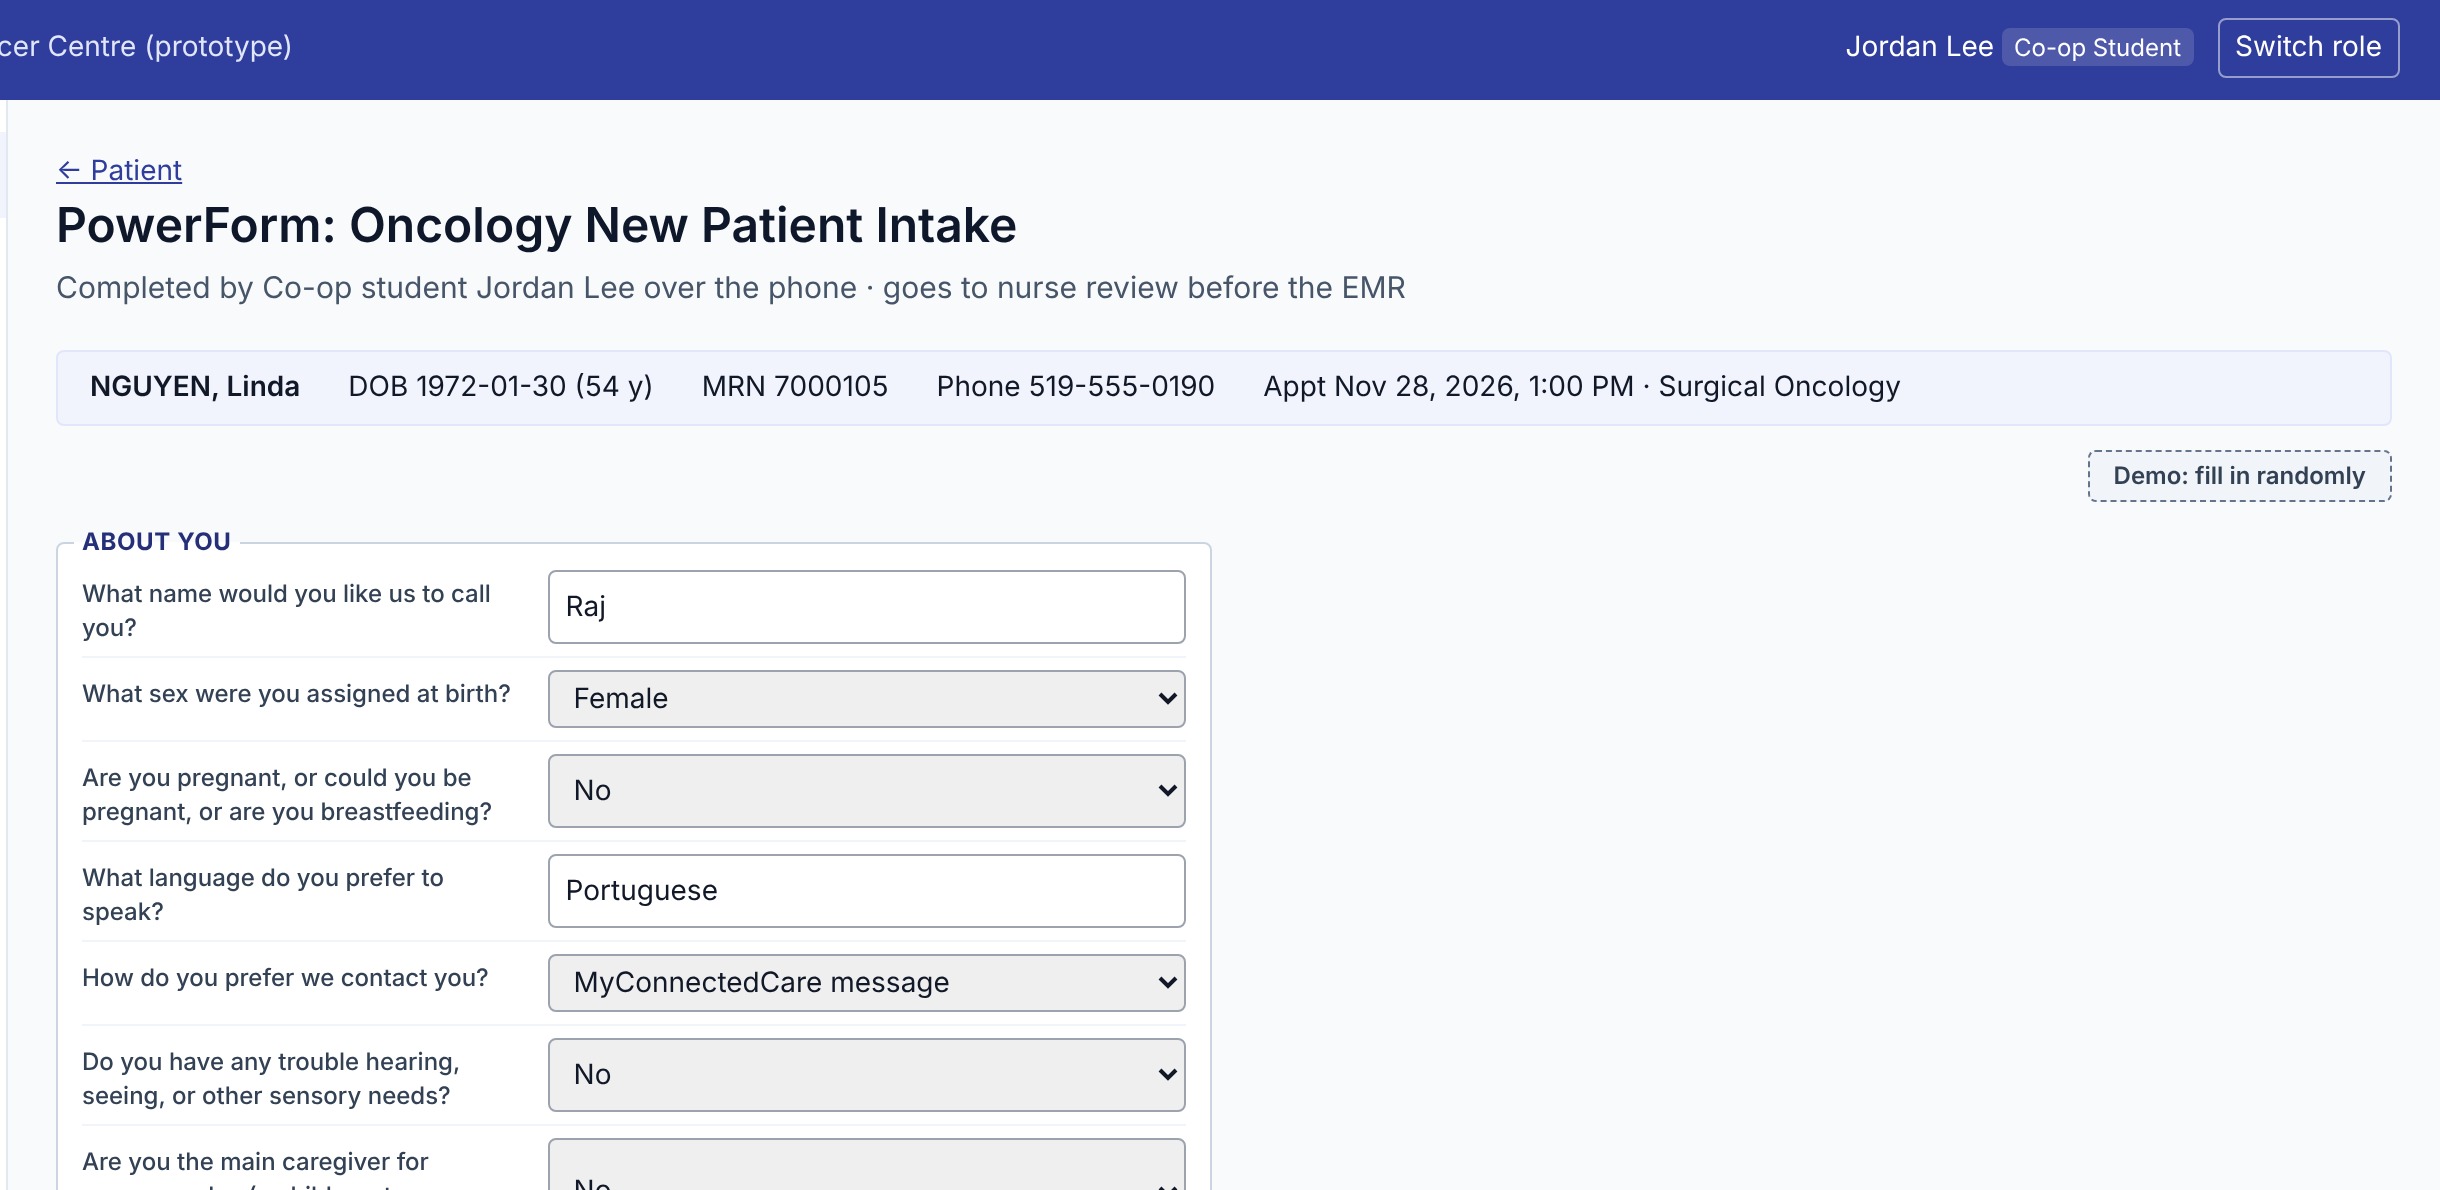 cer Centre (prototype)
Jordan Lee Co-op Student Switch role
← Patient
PowerForm: Oncology New Patient Intake
Completed by Co-op student Jordan Lee over the phone · goes to nurse review before the EMR
NGUYEN, Linda DOB 1972-01-30 (54 y) MRN 7000105 Phone 519-555-0190 Appt Nov 28, 2026, 1:00 PM · Surgical Oncology
Demo: fill in randomly
ABOUT YOU
What name would you like us to call
you?
Raj
What sex were you assigned at birth?
Female
Are you pregnant, or could you be
pregnant, or are you breastfeeding?
No
What language do you prefer to
speak?
Portuguese
How do you prefer we contact you?
MyConnectedCare message
Do you have any trouble hearing,
seeing, or other sensory needs?
No
Are you the main caregiver for
No